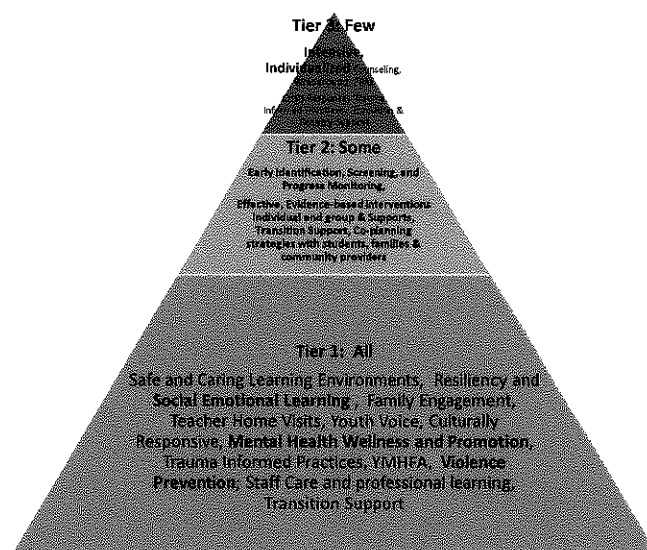 Tier 3: Few
Intensive,
Individualized Counseling,
&
Tier 2: Some
Early Identification, Screening, and
Progress Monitoring,
Effective, Evidence-based Interventions
Individual and group & Supports,
Transition Support, Co-planning
strategies with students, families &
community providers
Tier 1: All
Safe and Caring Learning Environments, Resiliency and
Social Emotional Learning , Family Engagement,
Teacher Home Visits, Youth Voice, Culturally
Responsive, Mental Health Wellness and Promotion,
Trauma Informed Practices, YMHFA, Violence
Prevention, Staff Care and professional learning,
Transition Support